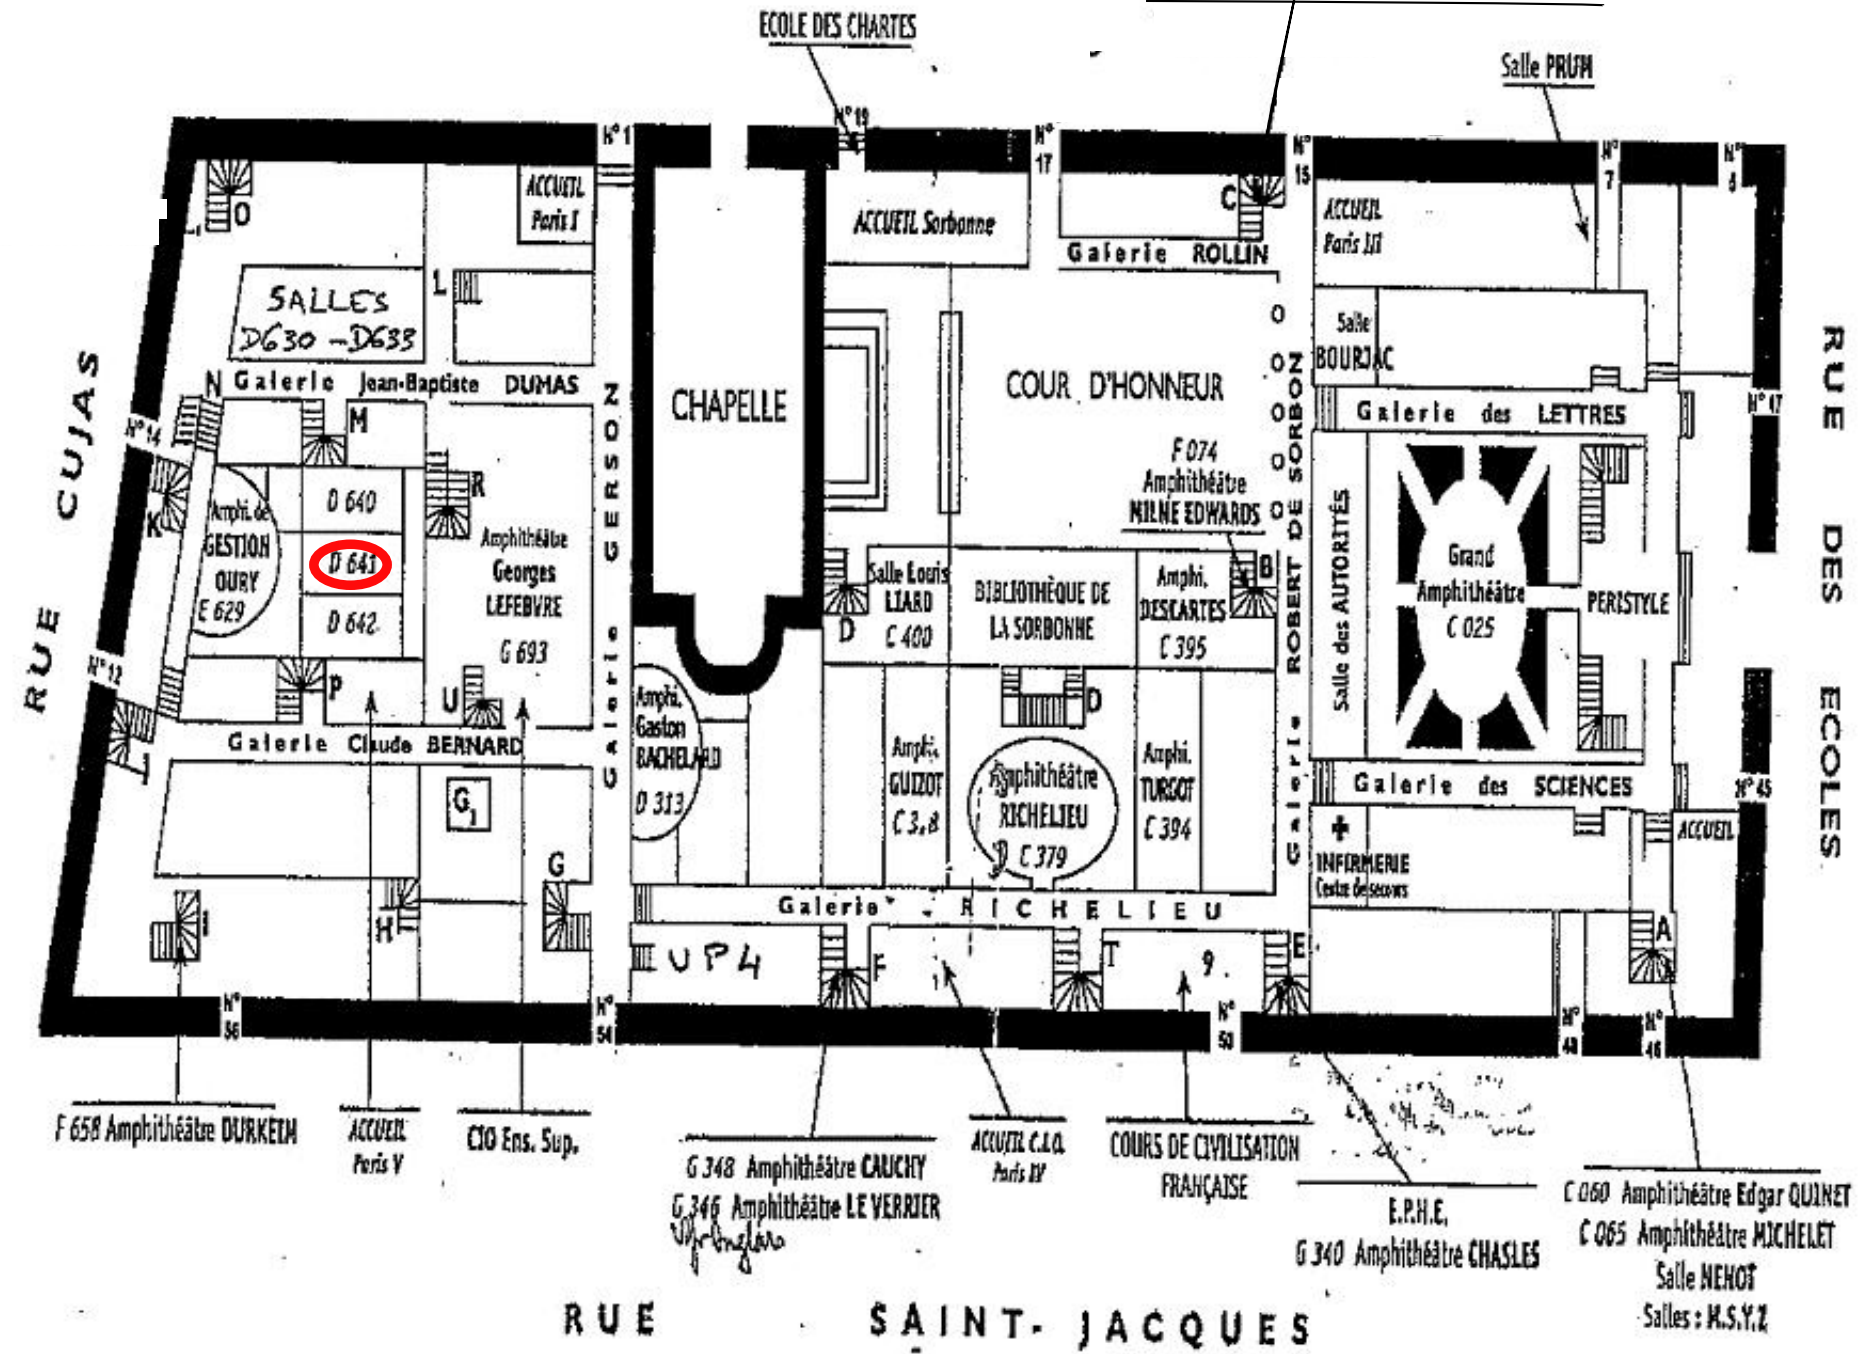 ECOLE DES CHARTES
Salle PRUM
N° 1
N° 19
N° 17
N° 15
N° 7
N° 6
O
ACCUEIL
Paris I
ACCUEIL Sorbonne
C
Galerie ROLLIN
ACCUEIL
Paris III
L
SALLES
D630 - D633
Salle
BOURJAC
N
Galerie Jean-Baptiste DUMAS
M
N° 14
K
CHAPELLE
COUR D'HONNEUR
Galerie des LETTRES
N° 47
F 074
Amphithéâtre
MILNE EDWARDS
Amphi. de
GESTION
OURY
E 629
D 640
D 641
D 642
R
Amphithéâtre
Georges
LEFEBVRE
G 693
Galerie GERSON
D
Salle Louis
LIARD
C 400
BIBLIOTHÈQUE DE
LA SORBONNE
Amphi.
DESCARTES
C 395
B
Galerie ROBERT DE SORBON
Salle des AUTORITÉS
Grand
Amphithéâtre
C 025
PERISTYLE
RUE CUJAS
RUE DES ECOLES
N° 12
P
U
J
Galerie Claude BERNARD
Amphi.
Gaston
BACHELARD
D 313
D
Amphi.
GUIZOT
Amphithéâtre
RICHELIEU
C 379
Amphi.
TURGOT
C 394
Galerie des SCIENCES
N° 45
G1
G
H
I
INFIRMERIE
Centre de secours
ACCUEIL
Galerie RICHELIEU
UP4
F
T
9
E
A
N° 56
N° 54
N° 50
N° 48
N° 46
F 658 Amphithéâtre DURKEIM
ACCUEIL
Paris V
CIO Ens. Sup.
G 348 Amphithéâtre CAUCHY
G 346 Amphithéâtre LE VERRIER
ACCUEIL C.I.O.
Paris IV
COURS DE CIVILISATION
FRANÇAISE
E.P.H.E.
G 340 Amphithéâtre CHASLES
C 060 Amphithéâtre Edgar QUINET
C 065 Amphithéâtre MICHELET
Salle NENOT
Salles : M.S.Y.Z
RUE SAINT-JACQUES